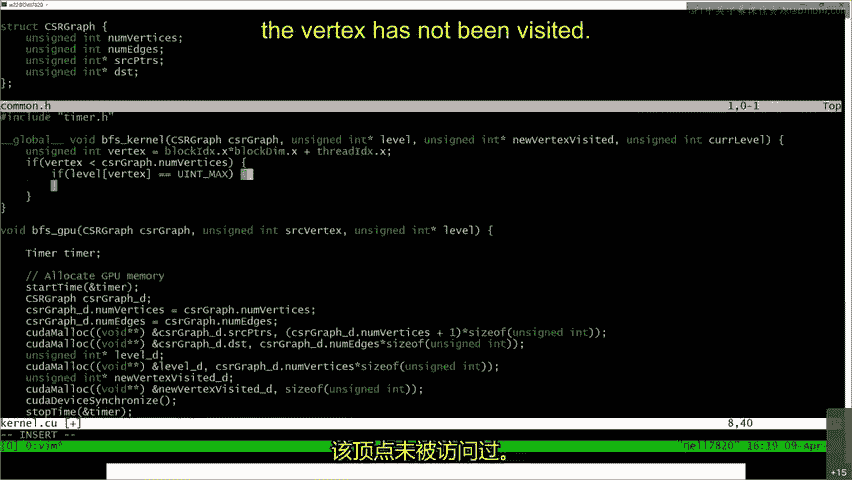 the vertex has not been visited.
struct CSRGraph {
unsigned int numVertices;
unsigned int numEdges;
unsigned int* srcPtrs;
unsigned int* dst;
};
common.h 1,0-1 Top
#include "timer.h"
__global__ void bfs_kernel(CSRGraph csrGraph, unsigned int* level, unsigned int* newVertexVisited, unsigned int currLevel) {
unsigned int vertex = blockIdx.x*blockDim.x + threadIdx.x;
if(vertex < csrGraph.numVertices) {
if(level[vertex] == UINT_MAX) {
}
}
}
void bfs_gpu(CSRGraph csrGraph, unsigned int srcVertex, unsigned int* level) {
Timer timer;
// Allocate GPU memory
startTime(&timer);
CSRGraph csrGraph_d;
csrGraph_d.numVertices = csrGraph.numVertices;
csrGraph_d.numEdges = csrGraph.numEdges;
cudaMalloc((void**) &csrGraph_d.srcPtrs, (csrGraph_d.numVertices + 1)*sizeof(unsigned int));
cudaMalloc((void**) &csrGraph_d.dst, csrGraph_d.numEdges*sizeof(unsigned int));
unsigned int* level_d;
cudaMalloc((void**) &level_d, csrGraph_d.numVertices*sizeof(unsigned int));
unsigned int* newVertexVisited_d;
cudaMalloc((void**) &newVertexVisited_d, sizeof(unsigned int));
cudaDeviceSynchronize();
stopTime(&timer);
kernel.cu [+] 8,40
-- INSERT --
16:19 09-Apr
该顶点未被访问过。
+15